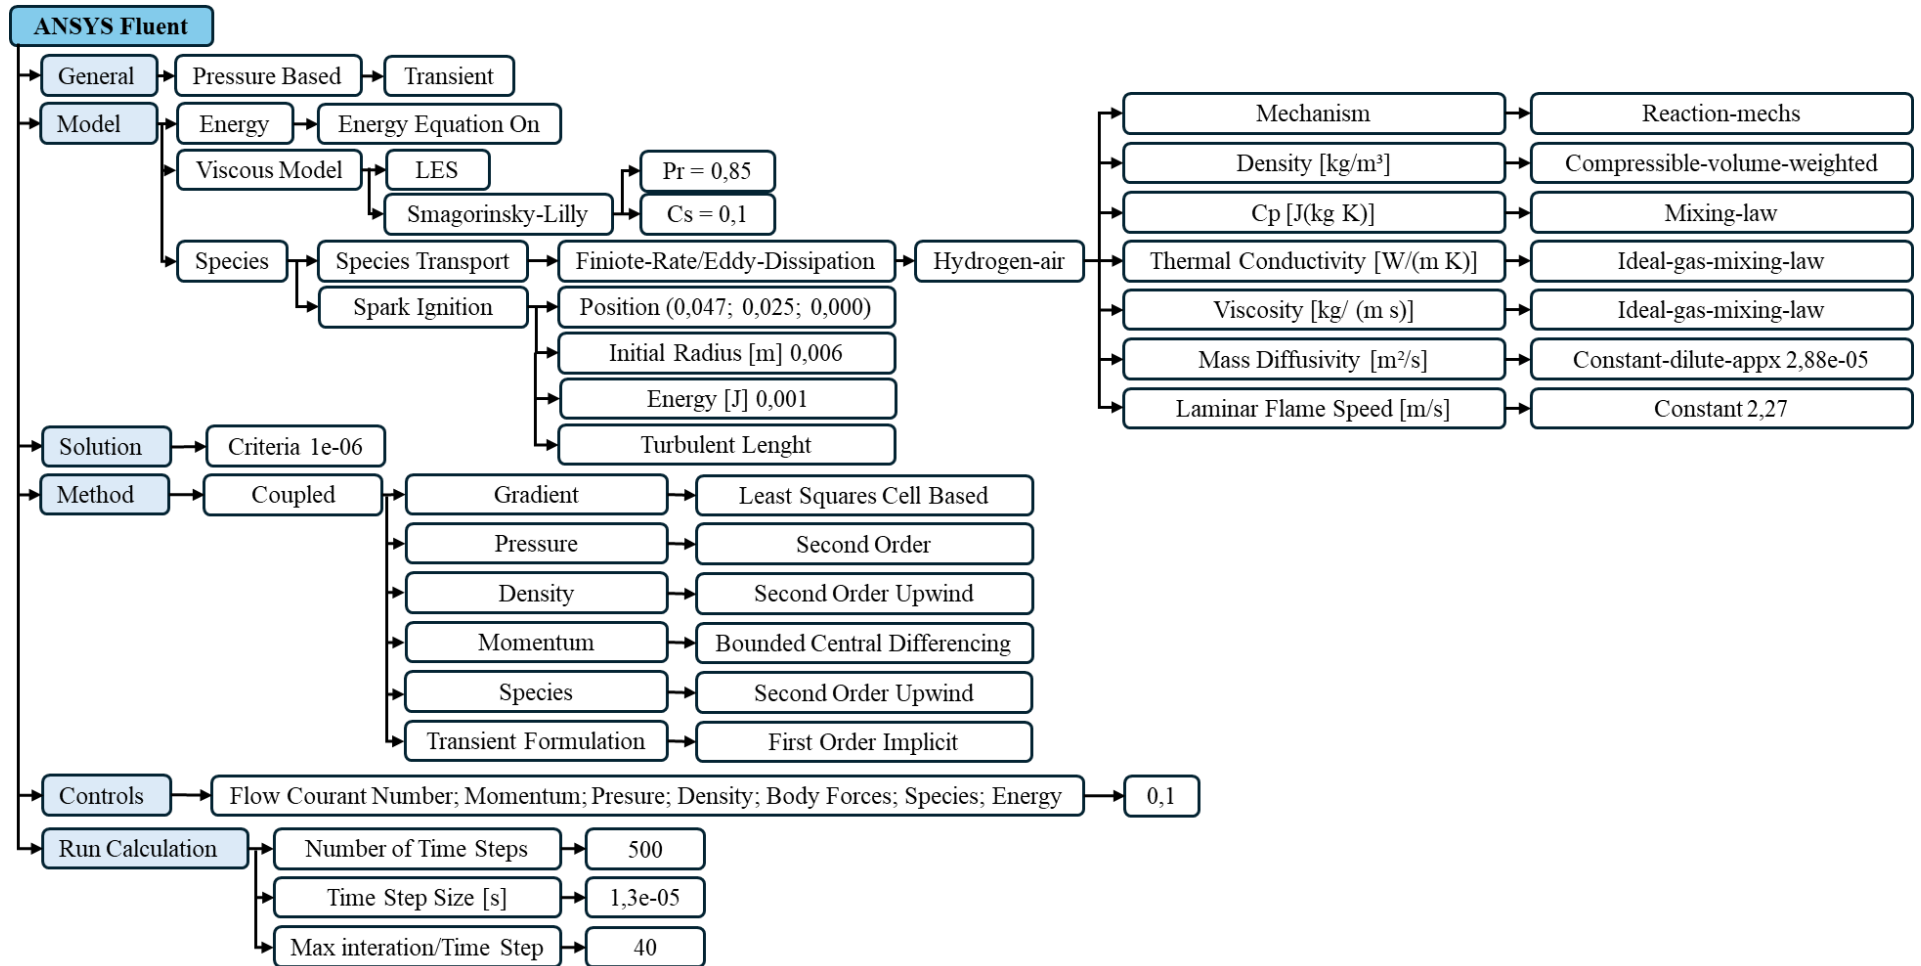 ANSYS Fluent
General
Pressure Based
Transient
Model
Energy
Energy Equation On
Viscous Model
LES
Smagorinsky-Lilly
Pr = 0,85
Cs = 0,1
Species
Species Transport
Finiote-Rate/Eddy-Dissipation
Hydrogen-air
Mechanism
Reaction-mechs
Density [kg/m³]
Compressible-volume-weighted
Cp [J(kg K)]
Mixing-law
Thermal Conductivity [W/(m K)]
Ideal-gas-mixing-law
Viscosity [kg/ (m s)]
Ideal-gas-mixing-law
Mass Diffusivity [m²/s]
Constant-dilute-appx 2,88e-05
Laminar Flame Speed [m/s]
Constant 2,27
Spark Ignition
Position (0,047; 0,025; 0,000)
Initial Radius [m] 0,006
Energy [J] 0,001
Turbulent Lenght
Solution
Criteria 1e-06
Method
Coupled
Gradient
Least Squares Cell Based
Pressure
Second Order
Density
Second Order Upwind
Momentum
Bounded Central Differencing
Species
Second Order Upwind
Transient Formulation
First Order Implicit
Controls
Flow Courant Number; Momentum; Presure; Density; Body Forces; Species; Energy
0,1
Run Calculation
Number of Time Steps
500
Time Step Size [s]
1,3e-05
Max interation/Time Step
40